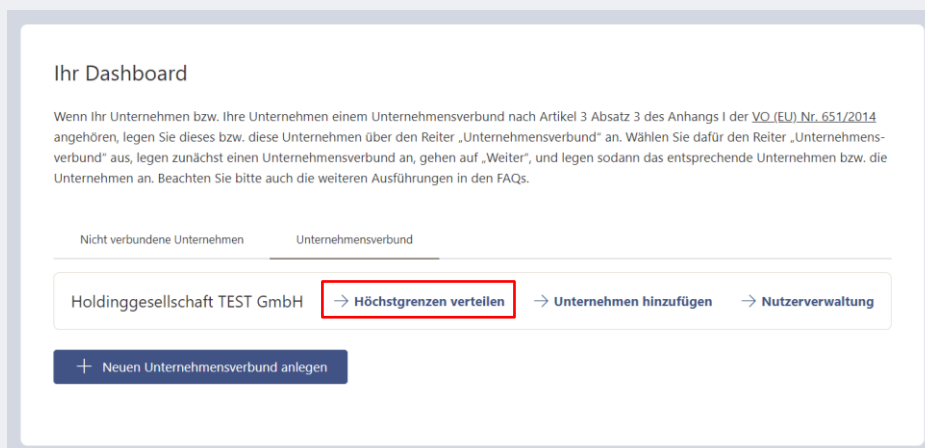 Ihr Dashboard
Wenn Ihr Unternehmen bzw. Ihre Unternehmen einem Unternehmensverbund nach Artikel 3 Absatz 3 des Anhangs I der VO (EU) Nr. 651/2014
angehören, legen Sie dieses bzw. diese Unternehmen über den Reiter „Unternehmensverbund" an. Wählen Sie dafür den Reiter „Unternehmens-
verbund" aus, legen zunächst einen Unternehmensverbund an, gehen auf „Weiter", und legen sodann das entsprechende Unternehmen bzw. die
Unternehmen an. Beachten Sie bitte auch die weiteren Ausführungen in den FAQs.
Nicht verbundene Unternehmen Unternehmensverbund
Holdinggesellschaft TEST GmbH → Höchstgrenzen verteilen → Unternehmen hinzufügen → Nutzerverwaltung
+ Neuen Unternehmensverbund anlegen